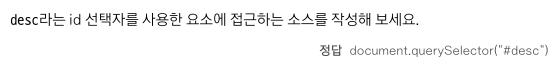 desc라는 id 선택자를 사용한 요소에 접근하는 소스를 작성해 보세요.
정답 document.querySelector("#desc")